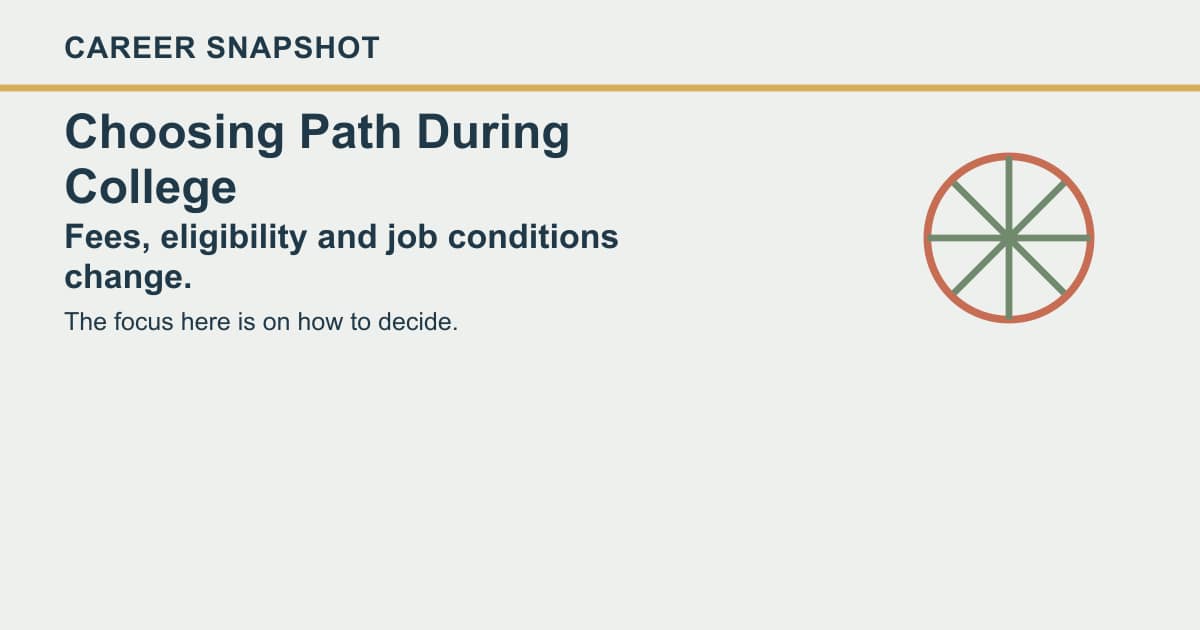 CAREER SNAPSHOT
Choosing Path During
College
Fees, eligibility and job conditions
change.
The focus here is on how to decide.